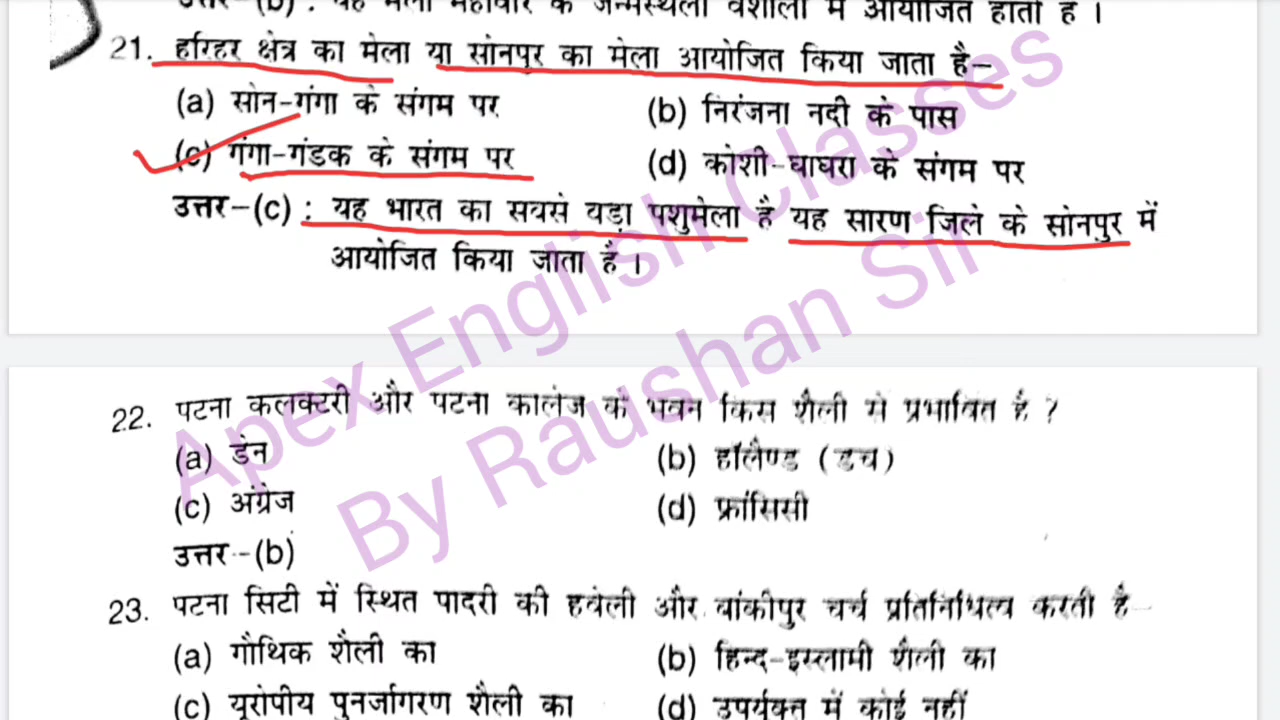 उत्तर–(b) : यह मेला महावीर के जन्मस्थली वैशाली में आयोजित होता है ।
21. हरिहर क्षेत्र का मेला या सोनपुर का मेला आयोजित किया जाता है–
(a) सोन-गंगा के संगम पर (b) निरंजना नदी के पास
(c) गंगा-गंडक के संगम पर (d) कोशी-घाघरा के संगम पर
उत्तर–(c) : यह भारत का सबसे बड़ा पशुमेला है यह सारण जिले के सोनपुर में
आयोजित किया जाता है ।
Apex English Classes
By Raushan Sir
22. पटना कलक्टरी और पटना कालेज के भवन किस शैली से प्रभावित है ?
(a) डेन (b) हॉलैण्ड (डच)
(c) अंग्रेज (d) फ्रांसिसी
उत्तर–(b)
23. पटना सिटी में स्थित पादरी की हवेली और बांकीपुर चर्च प्रतिनिधित्व करती है–
(a) गौथिक शैली का (b) हिन्द-इस्लामी शैली का
(c) यूरोपीय पुनर्जागरण शैली का (d) उपर्युक्त में कोई नहीं